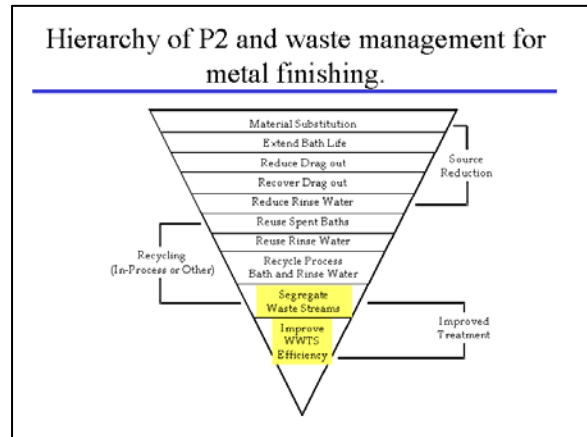 Hierarchy of P2 and waste management for
metal finishing.
Material Substitution
Extend Bath Life
Reduce Drag out
Recover Drag out
Reduce Rinse Water
Reuse Spent Baths
Reuse Rinse Water
Recycle Process
Bath and Rinse Water
Segregate
Waste Streams
Improve
WWTS
Efficiency
Source
Reduction
Recycling
(In-Process or Other)
Improved
Treatment